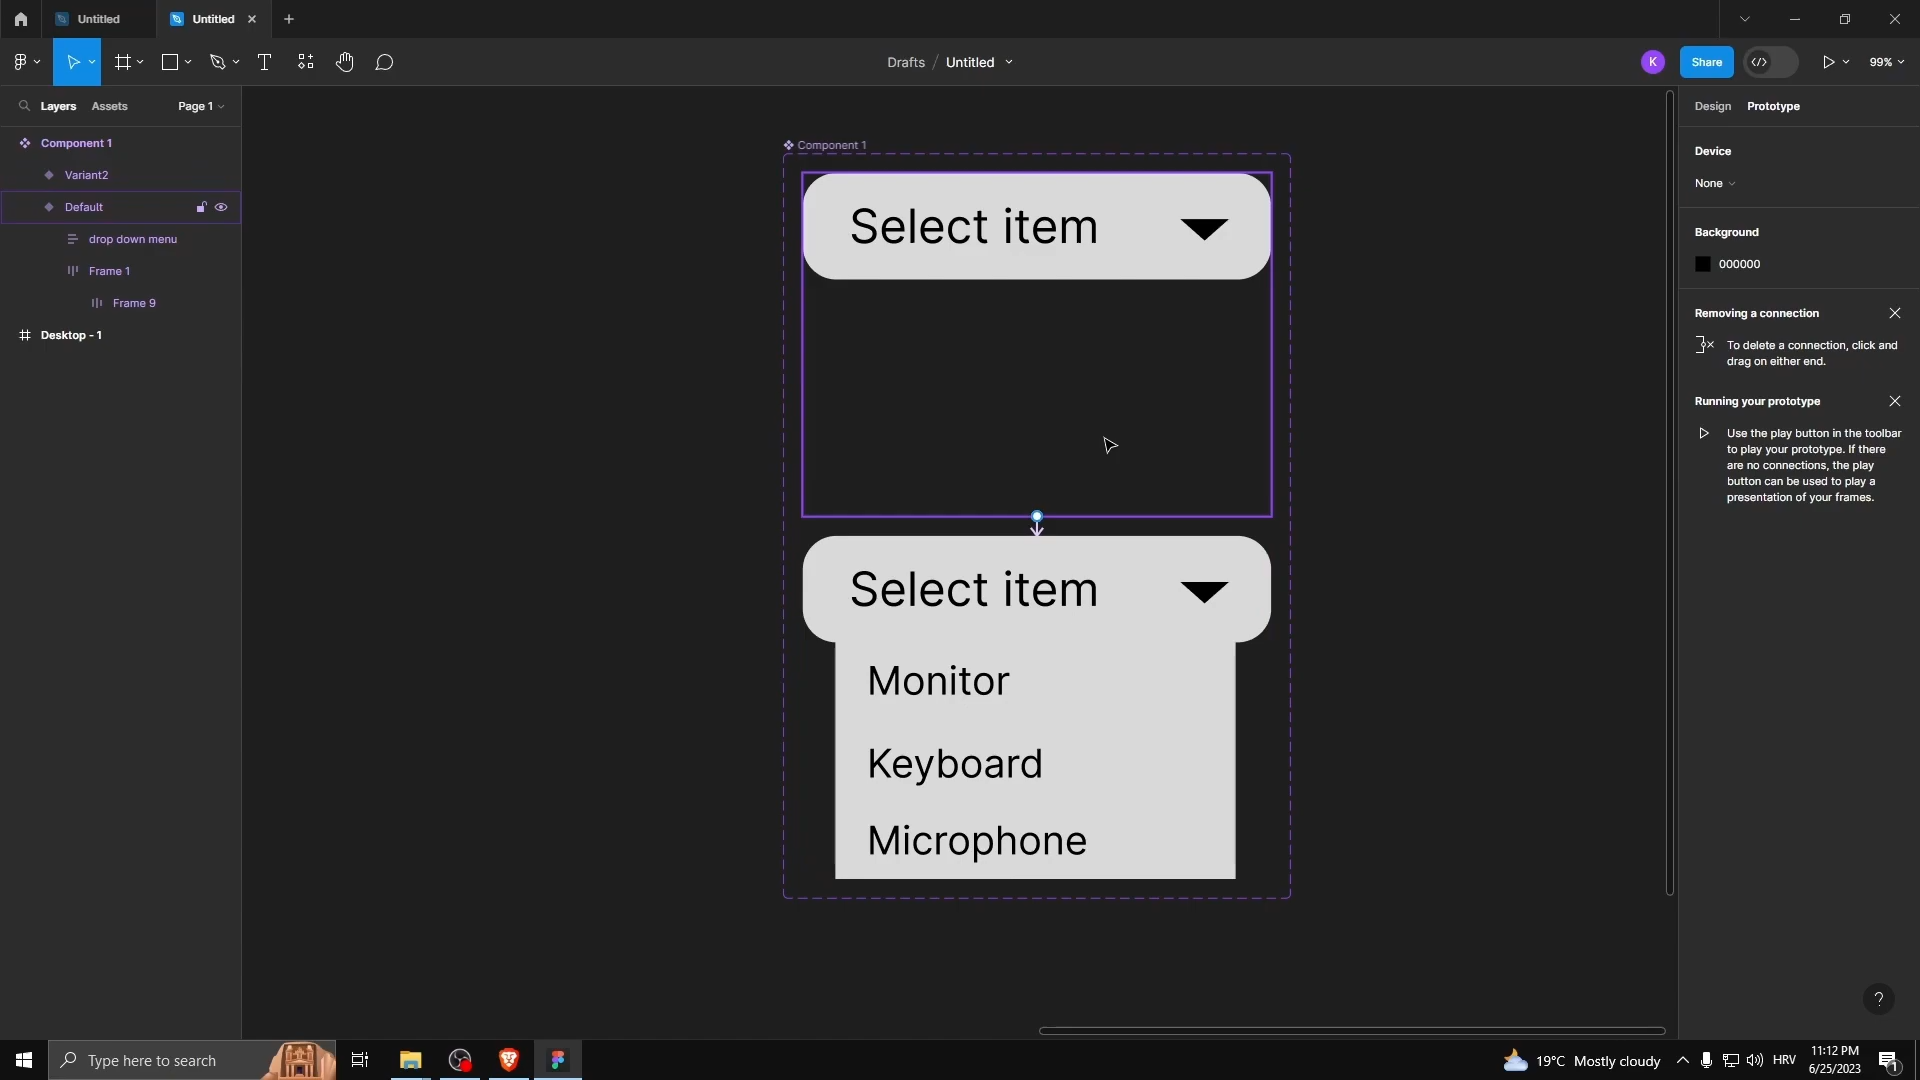 Untitled
Untitled
Drafts / Untitled
K
Share
99%
Layers
Assets
Page 1
Component 1
Variant2
Default
drop down menu
Frame 1
Frame 9
Desktop - 1
Component 1
Select item
Select item
Monitor
Keyboard
Microphone
Design
Prototype
Device
None
Background
000000
Removing a connection
To delete a connection, click and
drag on either end.
Running your prototype
Use the play button in the toolbar
to play your prototype. If there
are no connections, the play
button can be used to play a
presentation of your frames.
?
Type here to search
19°C Mostly cloudy
HRV
11:12 PM
6/25/2023
1